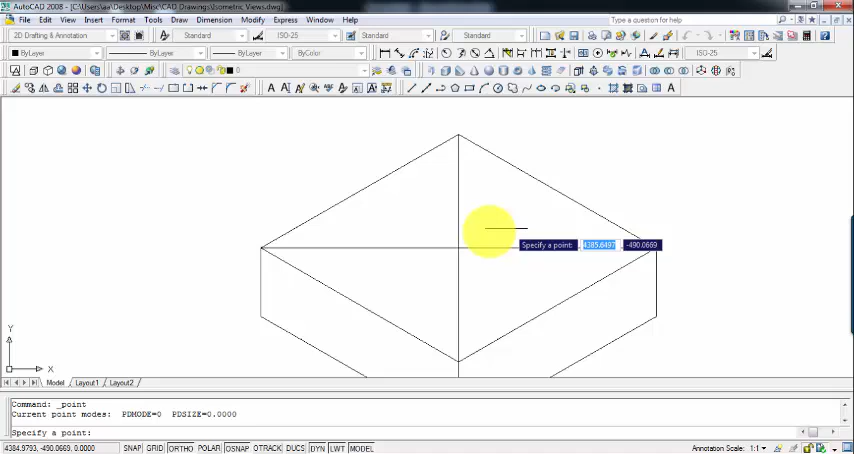 AutoCAD 2008 - [C:\Users\aa\Desktop\Misc\CAD Drawings\Isometric Views.dwg]
File Edit View Insert Format Tools Draw Dimension Modify Express Window Help Type a question for help
2D Drafting & Annotation Standard ISO-25 Standard Standard
ByLayer ByLayer ByColor ISO-25
0
Specify a point: 4385.6497 -490.0669
Y
X
Model Layout1 Layout2
Command: _point
Current point modes: PDMODE=0 PDSIZE=0.0000
Specify a point:
4384.9793, -490.0669, 0.0000 SNAP GRID ORTHO POLAR OSNAP OTRACK DUCS DYN LWT MODEL Annotation Scale: 1:1